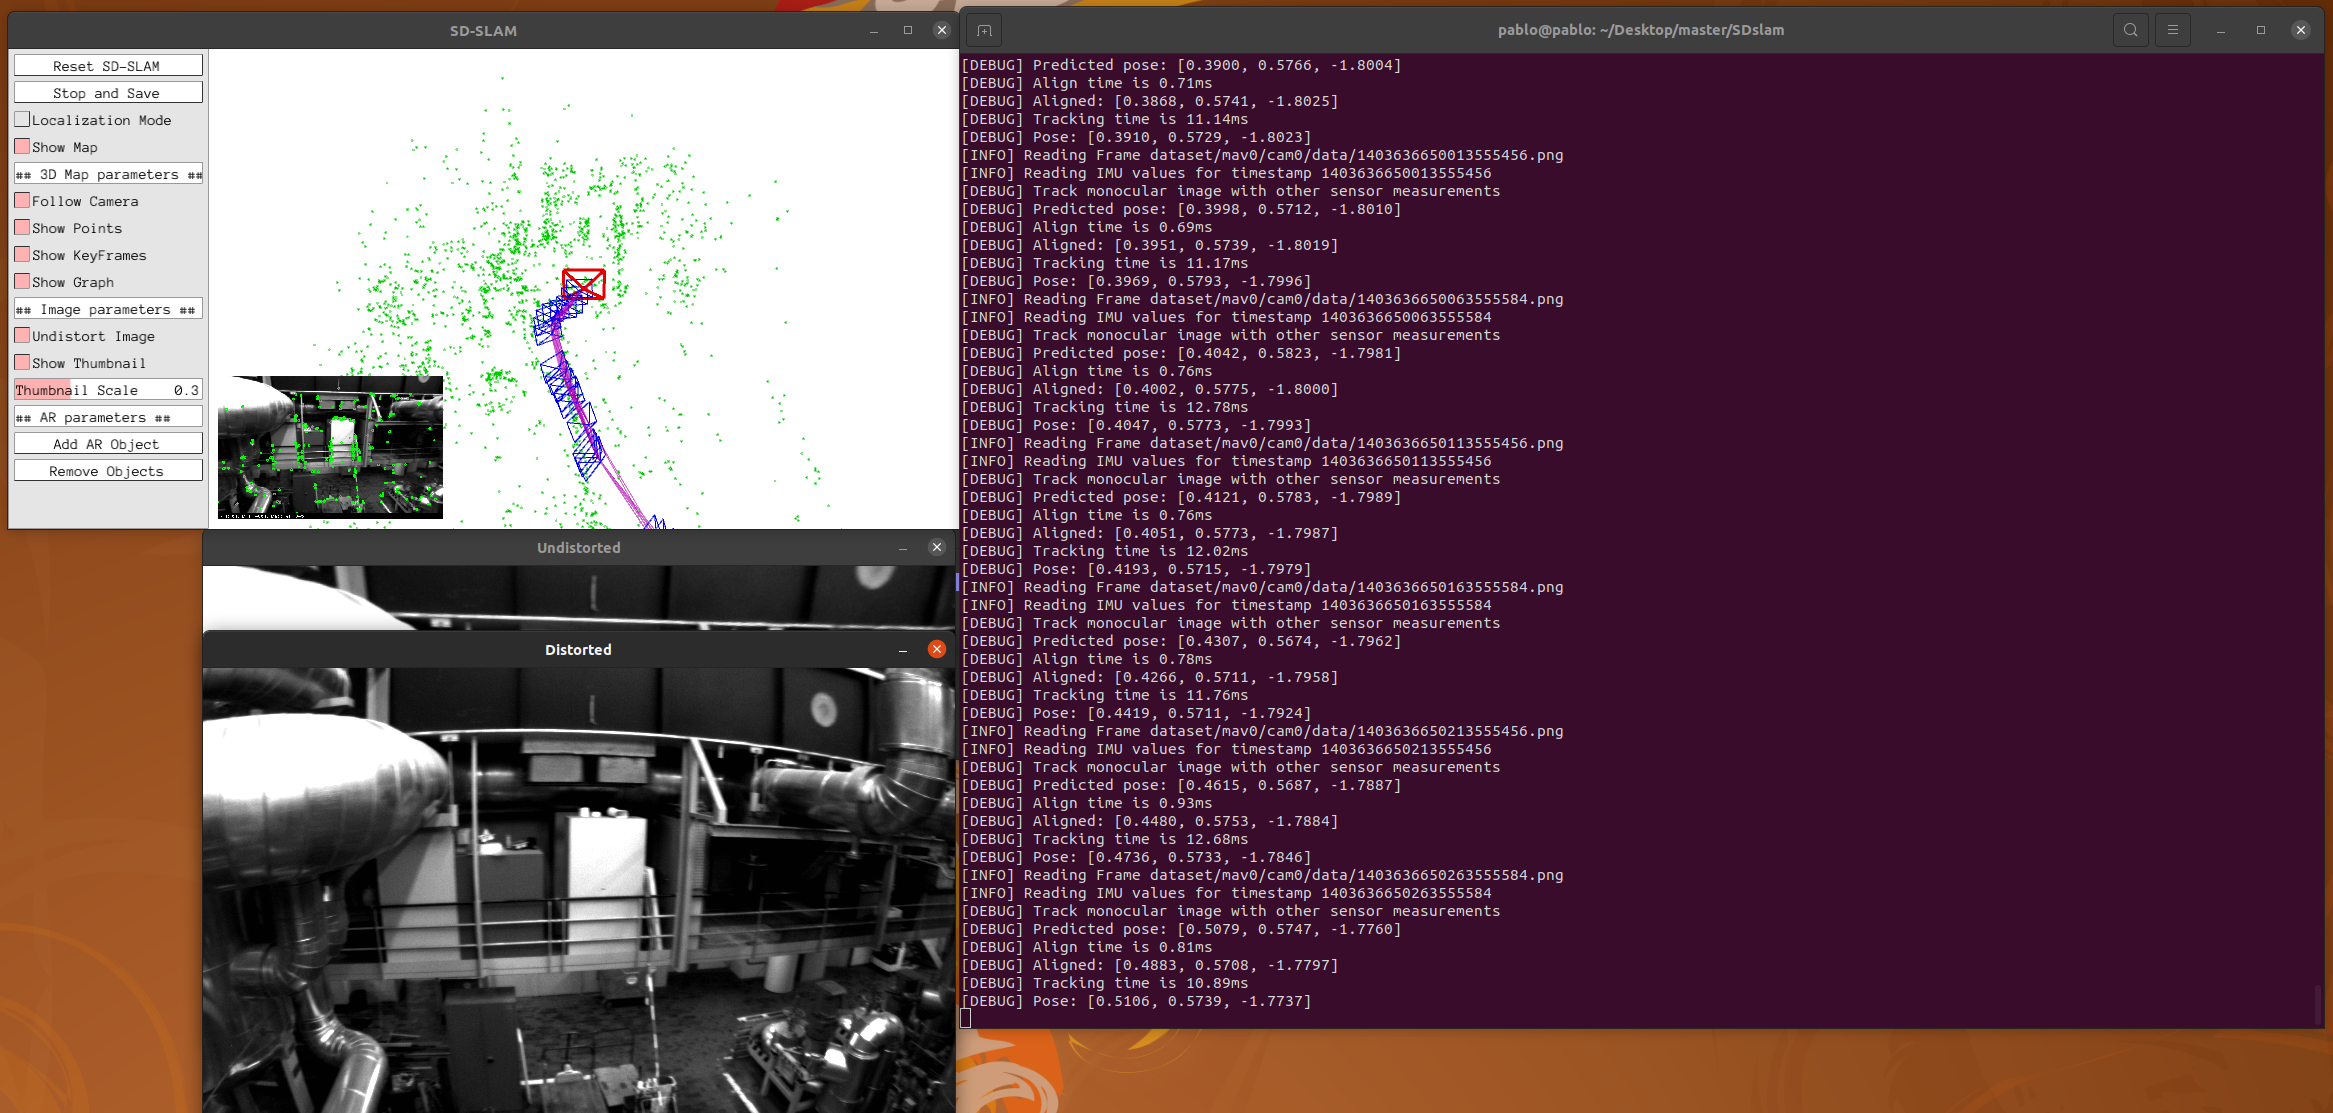 SD-SLAM
Reset SD-SLAM
Stop and Save
Localization Mode
Show Map
## 3D Map parameters ##
Follow Camera
Show Points
Show KeyFrames
Show Graph
## Image parameters ##
Undistort Image
Show Thumbnail
Thumbnail Scale 0.3
## AR parameters ##
Add AR Object
Remove Objects
Undistorted
Distorted
pablo@pablo: ~/Desktop/master/SDslam
[DEBUG] Predicted pose: [0.3900, 0.5766, -1.8004]
[DEBUG] Align time is 0.71ms
[DEBUG] Aligned: [0.3868, 0.5741, -1.8025]
[DEBUG] Tracking time is 11.14ms
[DEBUG] Pose: [0.3910, 0.5729, -1.8023]
[INFO] Reading Frame dataset/mav0/cam0/data/1403636650013555456.png
[INFO] Reading IMU values for timestamp 1403636650013555456
[DEBUG] Track monocular image with other sensor measurements
[DEBUG] Predicted pose: [0.3998, 0.5712, -1.8010]
[DEBUG] Align time is 0.69ms
[DEBUG] Aligned: [0.3951, 0.5739, -1.8019]
[DEBUG] Tracking time is 11.17ms
[DEBUG] Pose: [0.3969, 0.5793, -1.7996]
[INFO] Reading Frame dataset/mav0/cam0/data/1403636650063555584.png
[INFO] Reading IMU values for timestamp 1403636650063555584
[DEBUG] Track monocular image with other sensor measurements
[DEBUG] Predicted pose: [0.4042, 0.5823, -1.7981]
[DEBUG] Align time is 0.76ms
[DEBUG] Aligned: [0.4002, 0.5775, -1.8000]
[DEBUG] Tracking time is 12.78ms
[DEBUG] Pose: [0.4047, 0.5773, -1.7993]
[INFO] Reading Frame dataset/mav0/cam0/data/1403636650113555456.png
[INFO] Reading IMU values for timestamp 1403636650113555456
[DEBUG] Track monocular image with other sensor measurements
[DEBUG] Predicted pose: [0.4121, 0.5783, -1.7989]
[DEBUG] Align time is 0.76ms
[DEBUG] Aligned: [0.4051, 0.5773, -1.7987]
[DEBUG] Tracking time is 12.02ms
[DEBUG] Pose: [0.4193, 0.5715, -1.7979]
[INFO] Reading Frame dataset/mav0/cam0/data/1403636650163555584.png
[INFO] Reading IMU values for timestamp 1403636650163555584
[DEBUG] Track monocular image with other sensor measurements
[DEBUG] Predicted pose: [0.4307, 0.5674, -1.7962]
[DEBUG] Align time is 0.78ms
[DEBUG] Aligned: [0.4266, 0.5711, -1.7958]
[DEBUG] Tracking time is 11.76ms
[DEBUG] Pose: [0.4419, 0.5711, -1.7924]
[INFO] Reading Frame dataset/mav0/cam0/data/1403636650213555456.png
[INFO] Reading IMU values for timestamp 1403636650213555456
[DEBUG] Track monocular image with other sensor measurements
[DEBUG] Predicted pose: [0.4615, 0.5687, -1.7887]
[DEBUG] Align time is 0.93ms
[DEBUG] Aligned: [0.4480, 0.5753, -1.7884]
[DEBUG] Tracking time is 12.68ms
[DEBUG] Pose: [0.4736, 0.5733, -1.7846]
[INFO] Reading Frame dataset/mav0/cam0/data/1403636650263555584.png
[INFO] Reading IMU values for timestamp 1403636650263555584
[DEBUG] Track monocular image with other sensor measurements
[DEBUG] Predicted pose: [0.5079, 0.5747, -1.7760]
[DEBUG] Align time is 0.81ms
[DEBUG] Aligned: [0.4883, 0.5708, -1.7797]
[DEBUG] Tracking time is 10.89ms
[DEBUG] Pose: [0.5106, 0.5739, -1.7737]